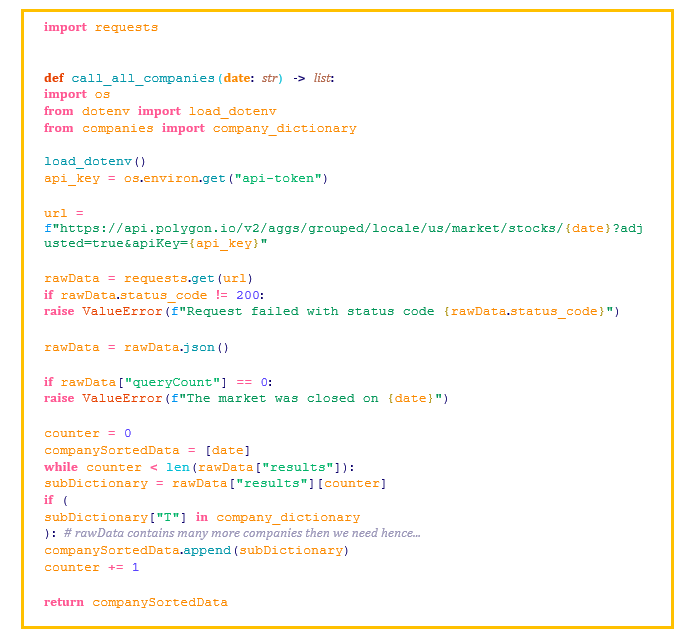 import requests
def call_all_companies(date: str) -> list:
import os
from dotenv import load_dotenv
from companies import company_dictionary
load_dotenv()
api_key = os.environ.get("api-token")
url =
f"https://api.polygon.io/v2/aggs/grouped/locale/us/market/stocks/{date}?adj
usted=true&apiKey={api_key}"
rawData = requests.get(url)
if rawData.status_code != 200:
raise ValueError(f"Request failed with status code {rawData.status_code}")
rawData = rawData.json()
if rawData["queryCount"] == 0:
raise ValueError(f"The market was closed on {date}")
counter = 0
companySortedData = [date]
while counter < len(rawData["results"]):
subDictionary = rawData["results"][counter]
if (
subDictionary["T"] in company_dictionary
): # rawData contains many more companies then we need hence...
companySortedData.append(subDictionary)
counter += 1
return companySortedData